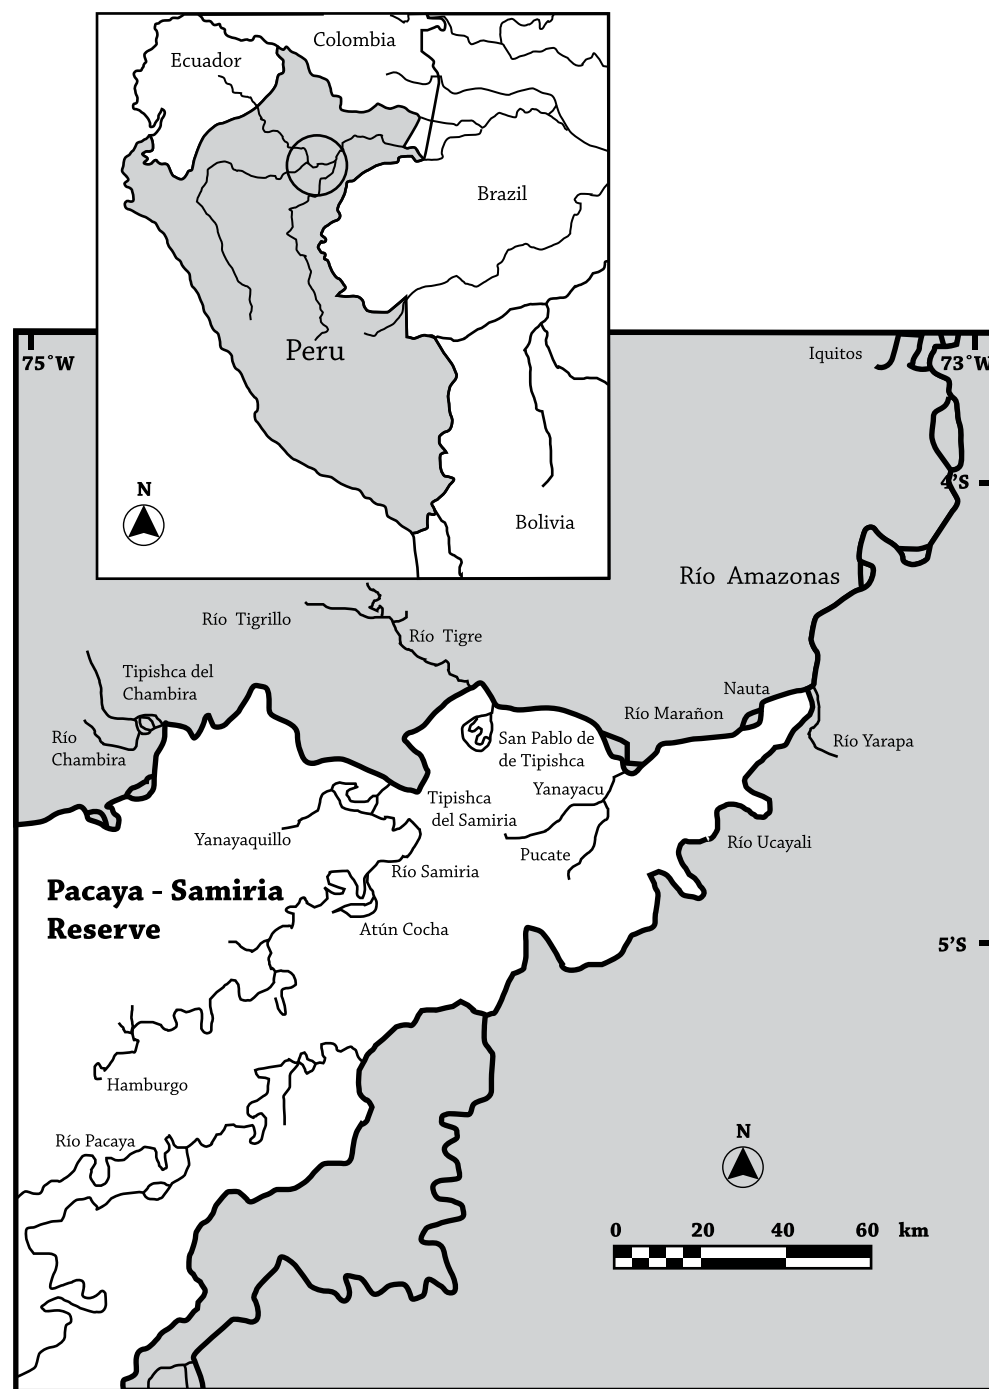 Colombia
Ecuador
Brazil
Peru
N
Bolivia
75°W
Iquitos
73°W
4°S
Río Amazonas
Río Tigrillo
Río Tigre
Tipishca del
Chambira
Nauta
Río Marañon
Río
Chambira
San Pablo de
de Tipishca
Río Yarapa
Yanayacu
Tipishca
del Samiria
Yanayaquillo
Pucate
Río Ucayali
Río Samiria
Pacaya - Samiria
Reserve
Atún Cocha
5°S
Hamburgo
Río Pacaya
N
0 20 40 60 km